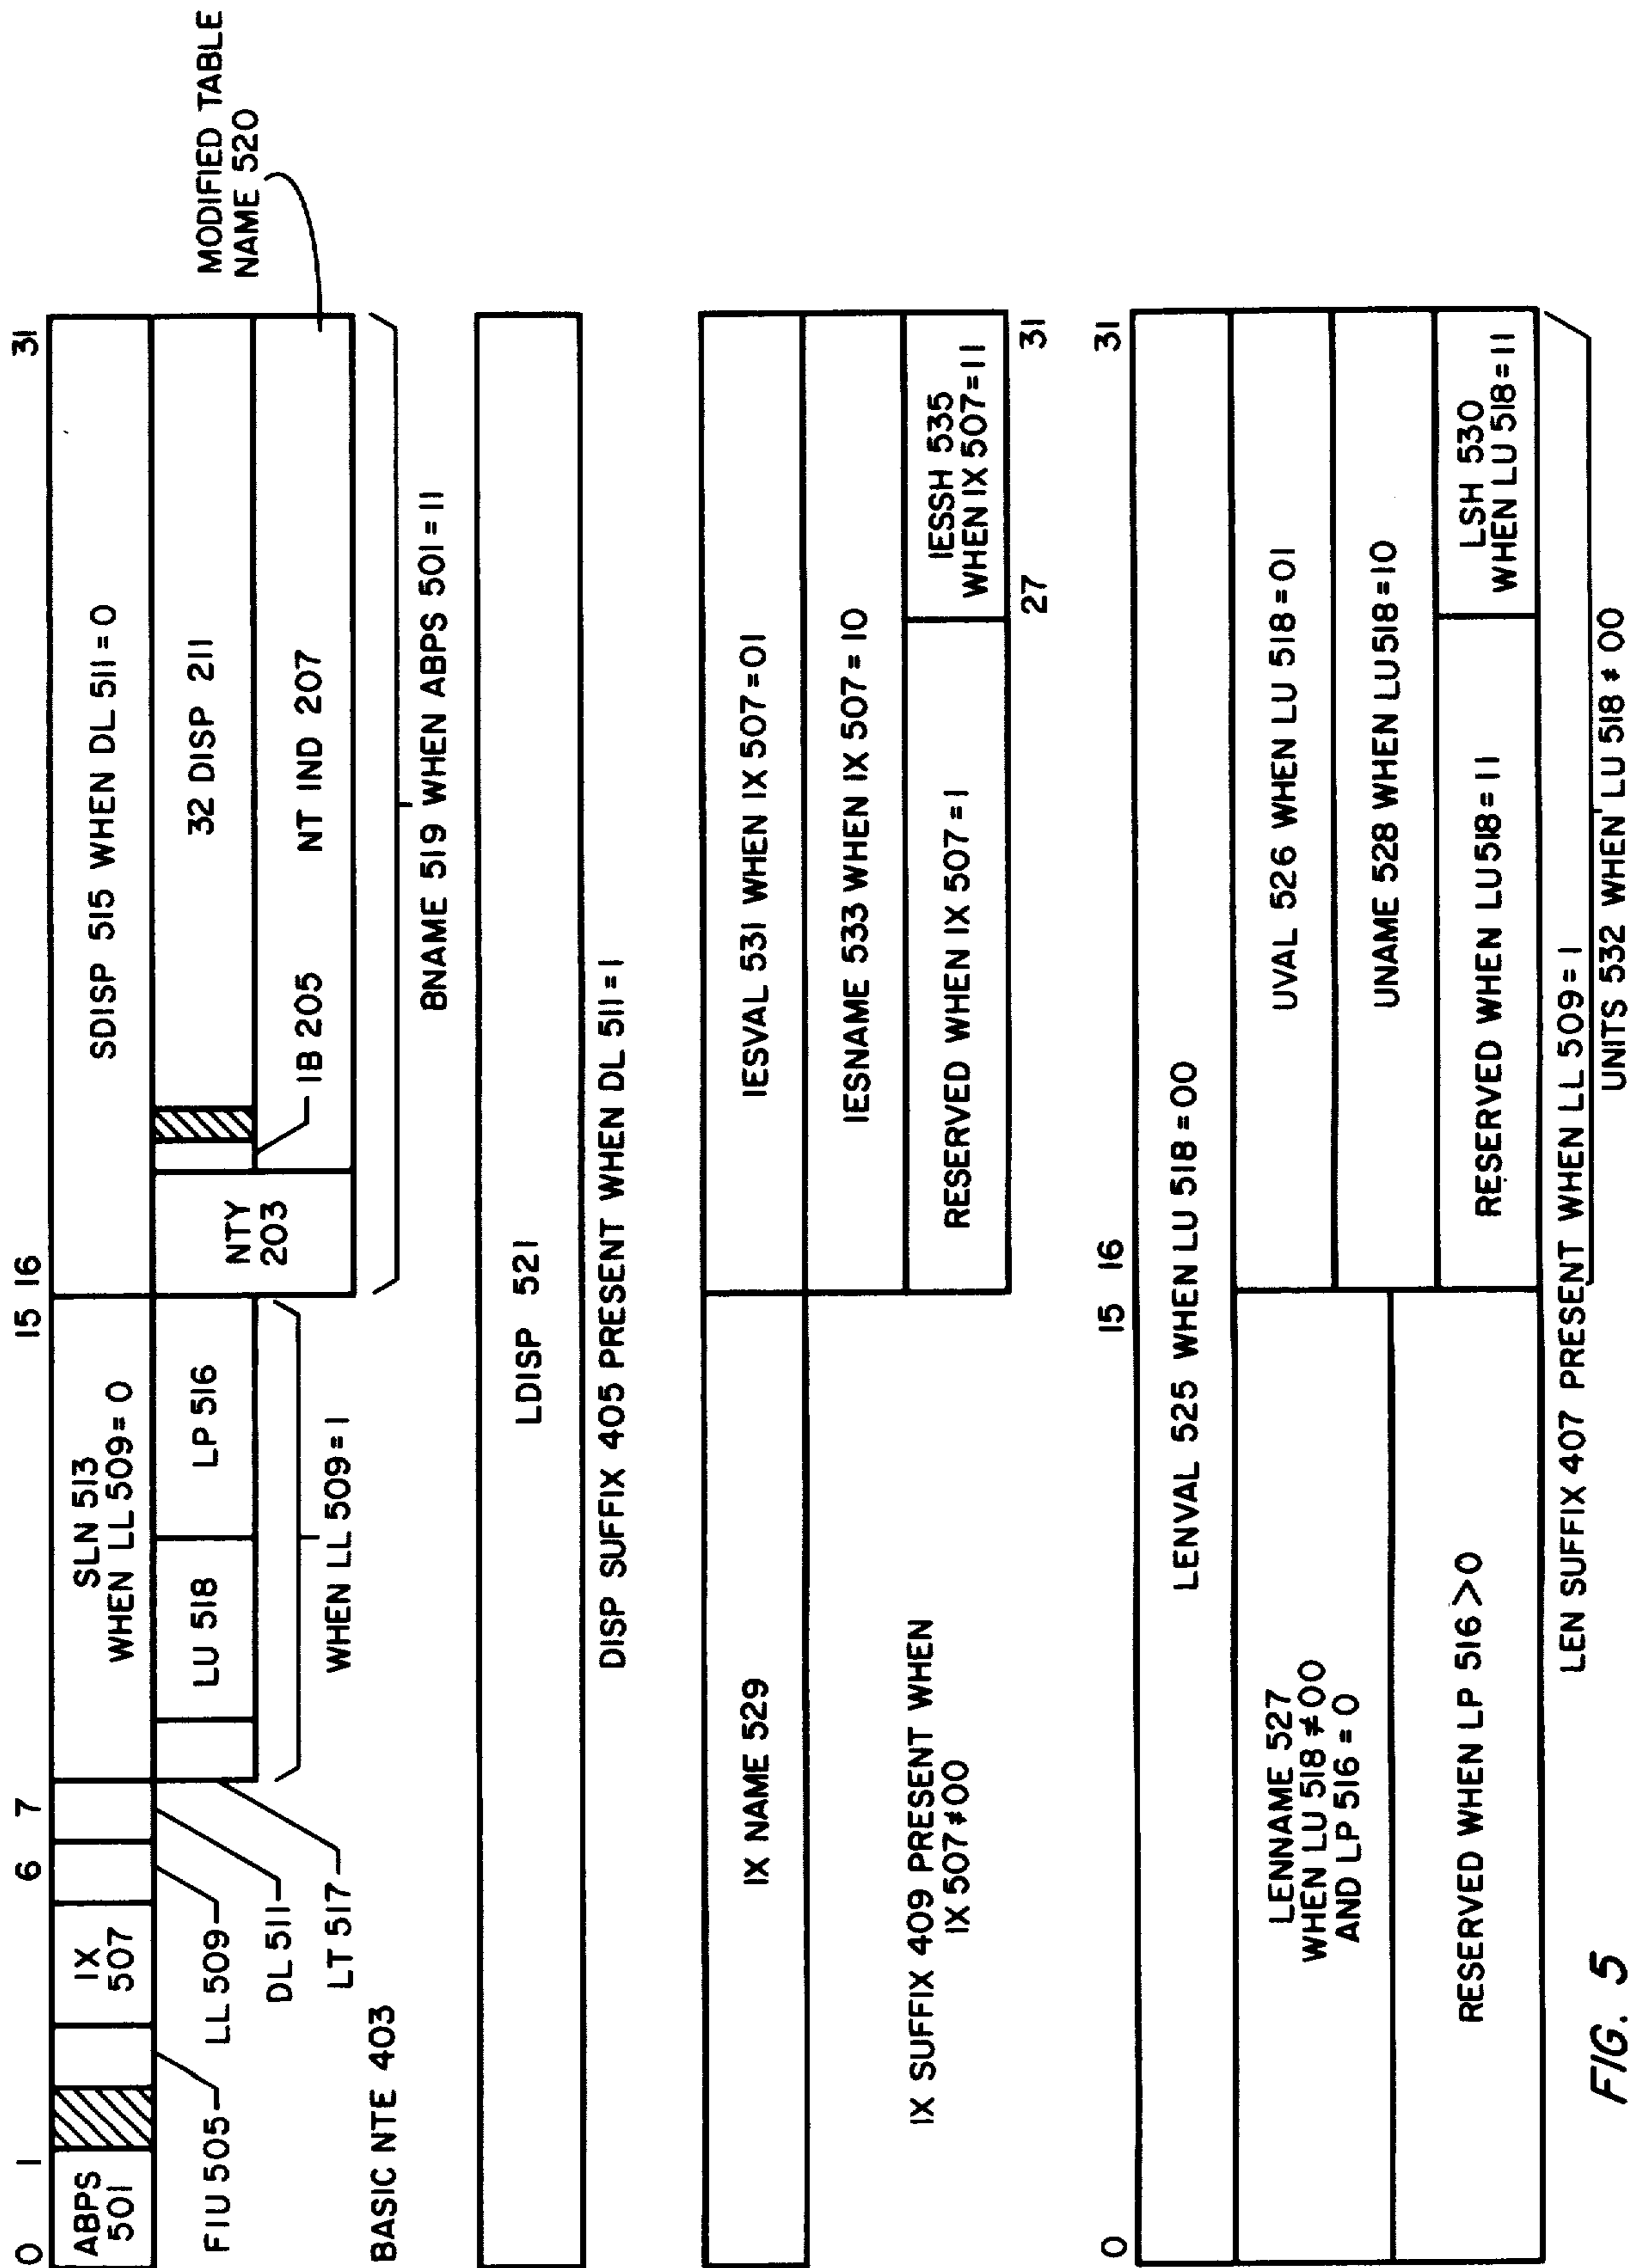 0 1 6 7 15 16 31
ABPS
501
IX
507
SLN 513
WHEN LL 509 = 0
SDISP 515 WHEN DL 511 = 0
LU 518
LP 516
NTY
203
32 DISP 211
IB 205
NT IND 207
MODIFIED TABLE
NAME 520
FIU 505
LL 509
DL 511
LT 517
WHEN LL 509 = 1
BNAME 519 WHEN ABPS 501 = 11
BASIC NTE 403
LDISP 521
DISP SUFFIX 405 PRESENT WHEN DL 511 = 1
IX NAME 529
IESVAL 531 WHEN IX 507 = 01
IESNAME 533 WHEN IX 507 = 10
RESERVED WHEN IX 507 = 1
IESSH 535
WHEN IX 507 = 11
27 31
IX SUFFIX 409 PRESENT WHEN
IX 507 ≠ 00
0 15 16 31
LENVAL 525 WHEN LU 518 = 00
LENNAME 527
WHEN LU 518 ≠ 00
AND LP 516 = 0
UVAL 526 WHEN LU 518 = 01
UNAME 528 WHEN LU 518 = 10
RESERVED WHEN LP 516 > 0
RESERVED WHEN LU 518 = 11
LSH 530
WHEN LU 518 = 11
LEN SUFFIX 407 PRESENT WHEN LL 509 = 1
UNITS 532 WHEN LU 518 ≠ 00
FIG. 5